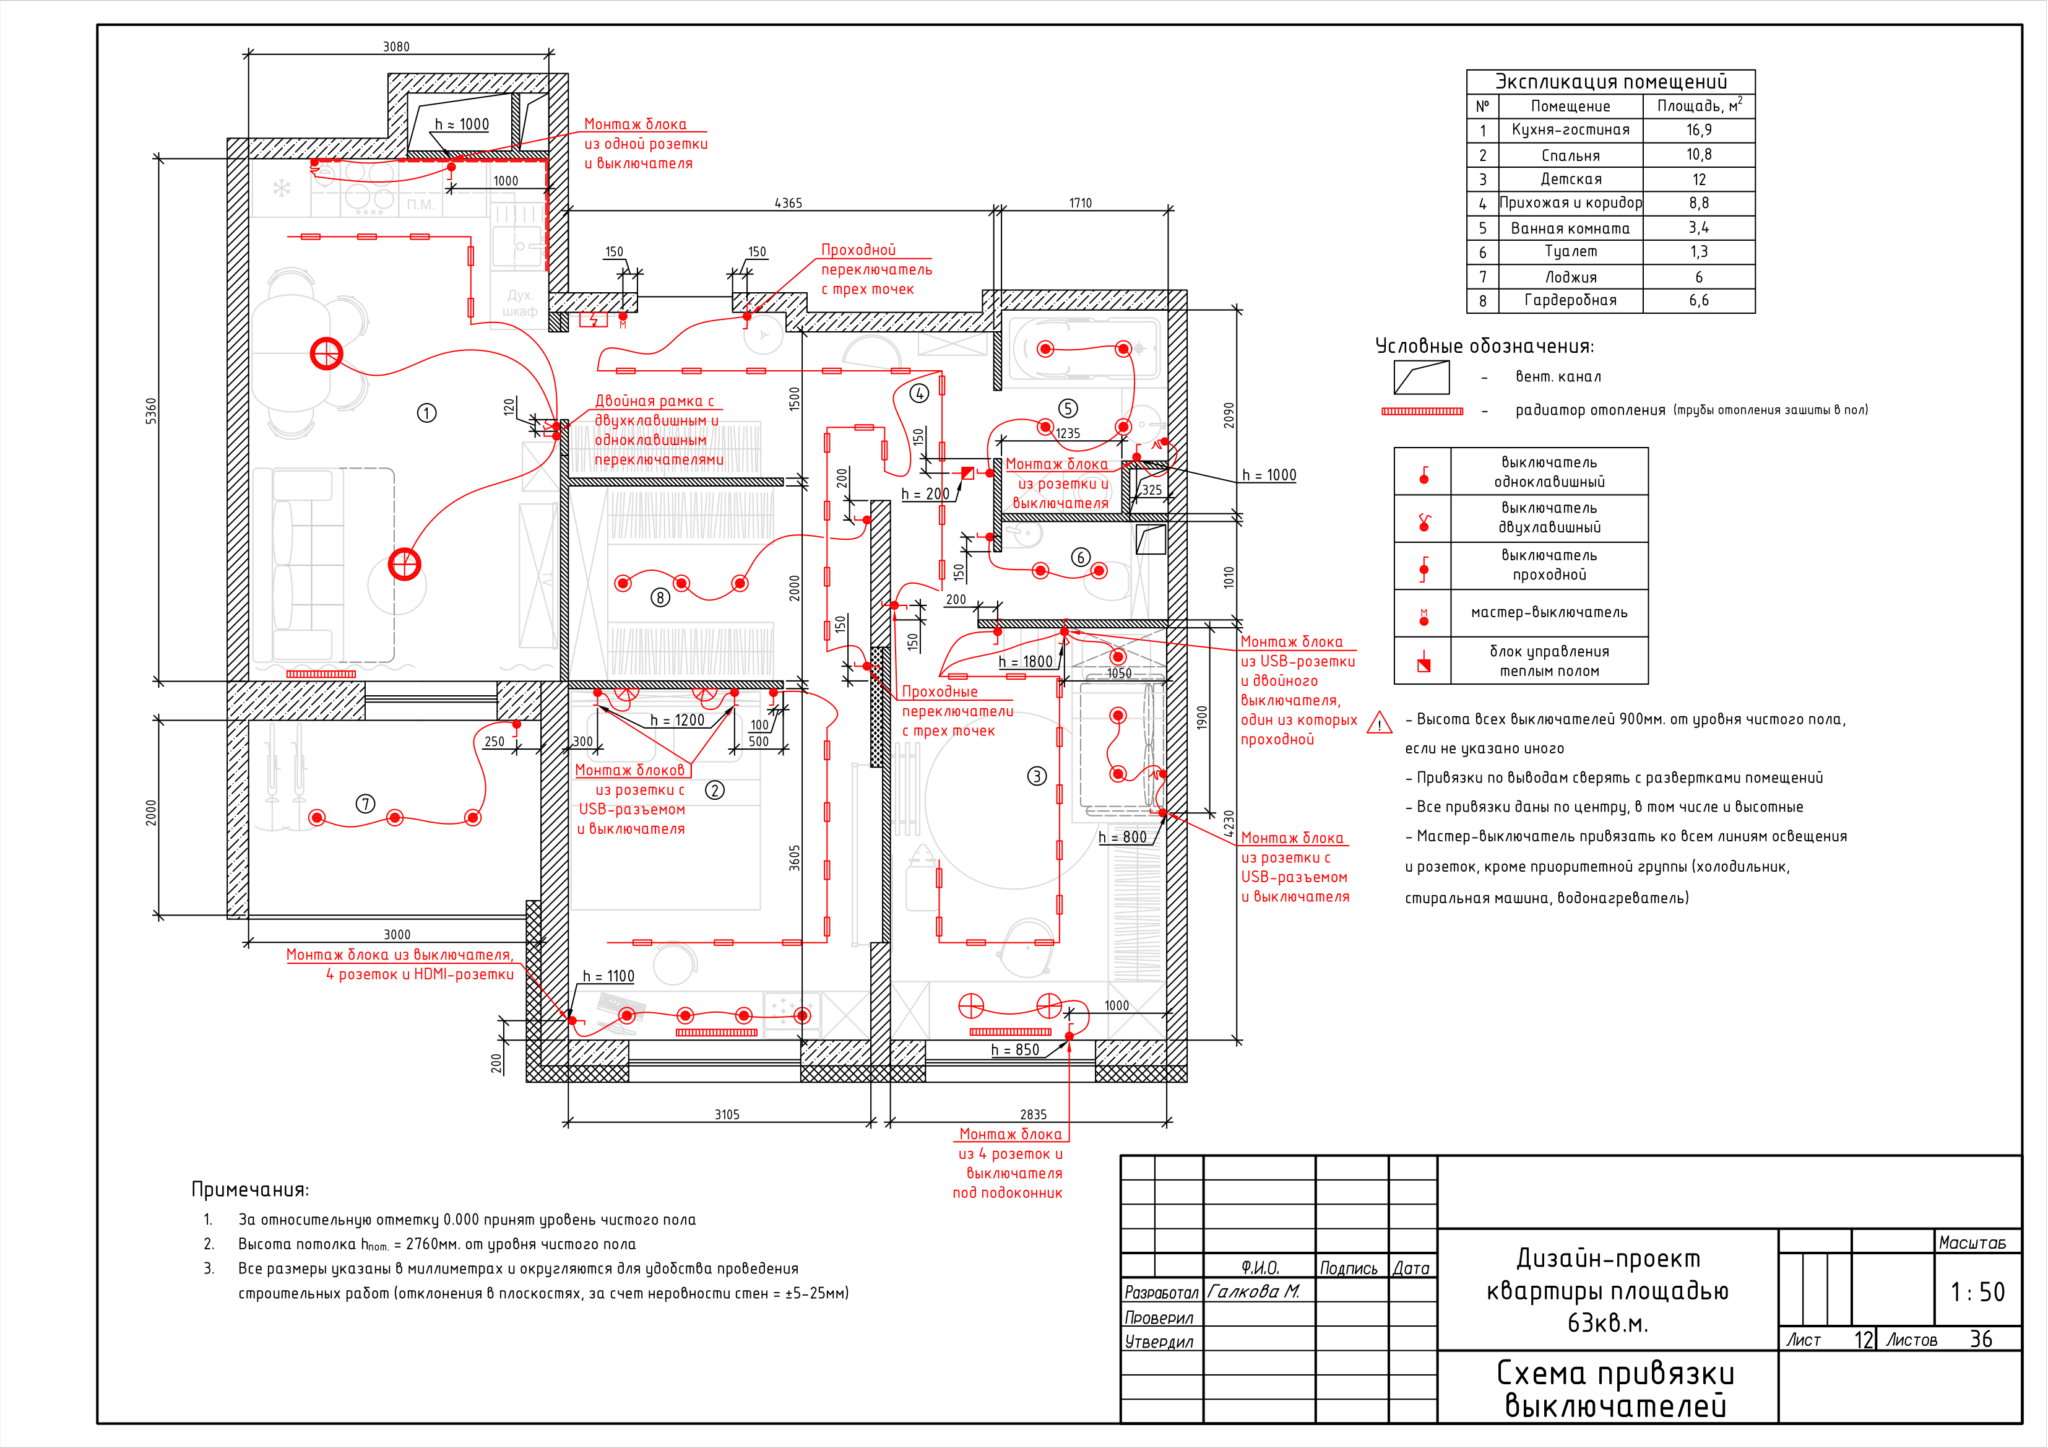 3080
h ≈ 1000
Монтаж блока
из одной розетки
и выключателя
1000
П.М.
Дух.
шкаф
4365
1710
150
150
Проходной
переключатель
с трех точек
M
5360
1
120
Двойная рамка с
двухклавишным и
одноклавишным
переключателями
1500
4
150
200
h = 200
5
1235
Монтаж блока
из розетки и
выключателя
325
2090
h = 1000
TV
8
2000
150
150
150
6
1010
200
h = 1800
1050
Монтаж блока
из USB-розетки
и двойного
выключателя,
один из которых
проходной
Проходные
переключатели
с трех точек
h = 1200
100
300
500
250
Монтаж блоков
из розетки с
USB-разъемом
и выключателя
2
3
1900
4230
h = 800
Монтаж блока
из розетки с
USB-разъемом
и выключателя
7
2000
3605
3000
Монтаж блока из выключателя,
4 розеток и HDMI-розетки
h = 1100
200
1000
h = 850
3105
2835
Монтаж блока
из 4 розеток и
выключателя
под подоконник
Экспликация помещений
№ Помещение Площадь, м2
1 Кухня-гостиная 16,9
2 Спальня 10,8
3 Детская 12
4 Прихожая и коридор 8,8
5 Ванная комната 3,4
6 Туалет 1,3
7 Лоджия 6
8 Гардеробная 6,6
Условные обозначения:
- вент. канал
- радиатор отопления (трубы отопления зашиты в пол)
выключатель
одноклавишный
выключатель
двухлавишный
выключатель
проходной
M мастер-выключатель
блок управления
теплым полом
! - Высота всех выключателей 900мм. от уровня чистого пола,
если не указано иного
- Привязки по выводам сверять с развертками помещений
- Все привязки даны по центру, в том числе и высотные
- Мастер-выключатель привязать ко всем линиям освещения
и розеток, кроме приоритетной группы (холодильник,
стиральная машина, водонагреватель)
Примечания:
1. За относительную отметку 0.000 принят уровень чистого пола
2. Высота потолка hпот. = 2760мм. от уровня чистого пола
3. Все размеры указаны в миллиметрах и округляются для удобства проведения
строительных работ (отклонения в плоскостях, за счет неровности стен = ±5-25мм)
Ф.И.О. Подпись Дата
Разработал Галкова М.
Проверил
Утвердил
Дизайн-проект
квартиры площадью
63кв.м.
Масштаб
1 : 50
Лист 12 Листов 36
Схема привязки
выключателей